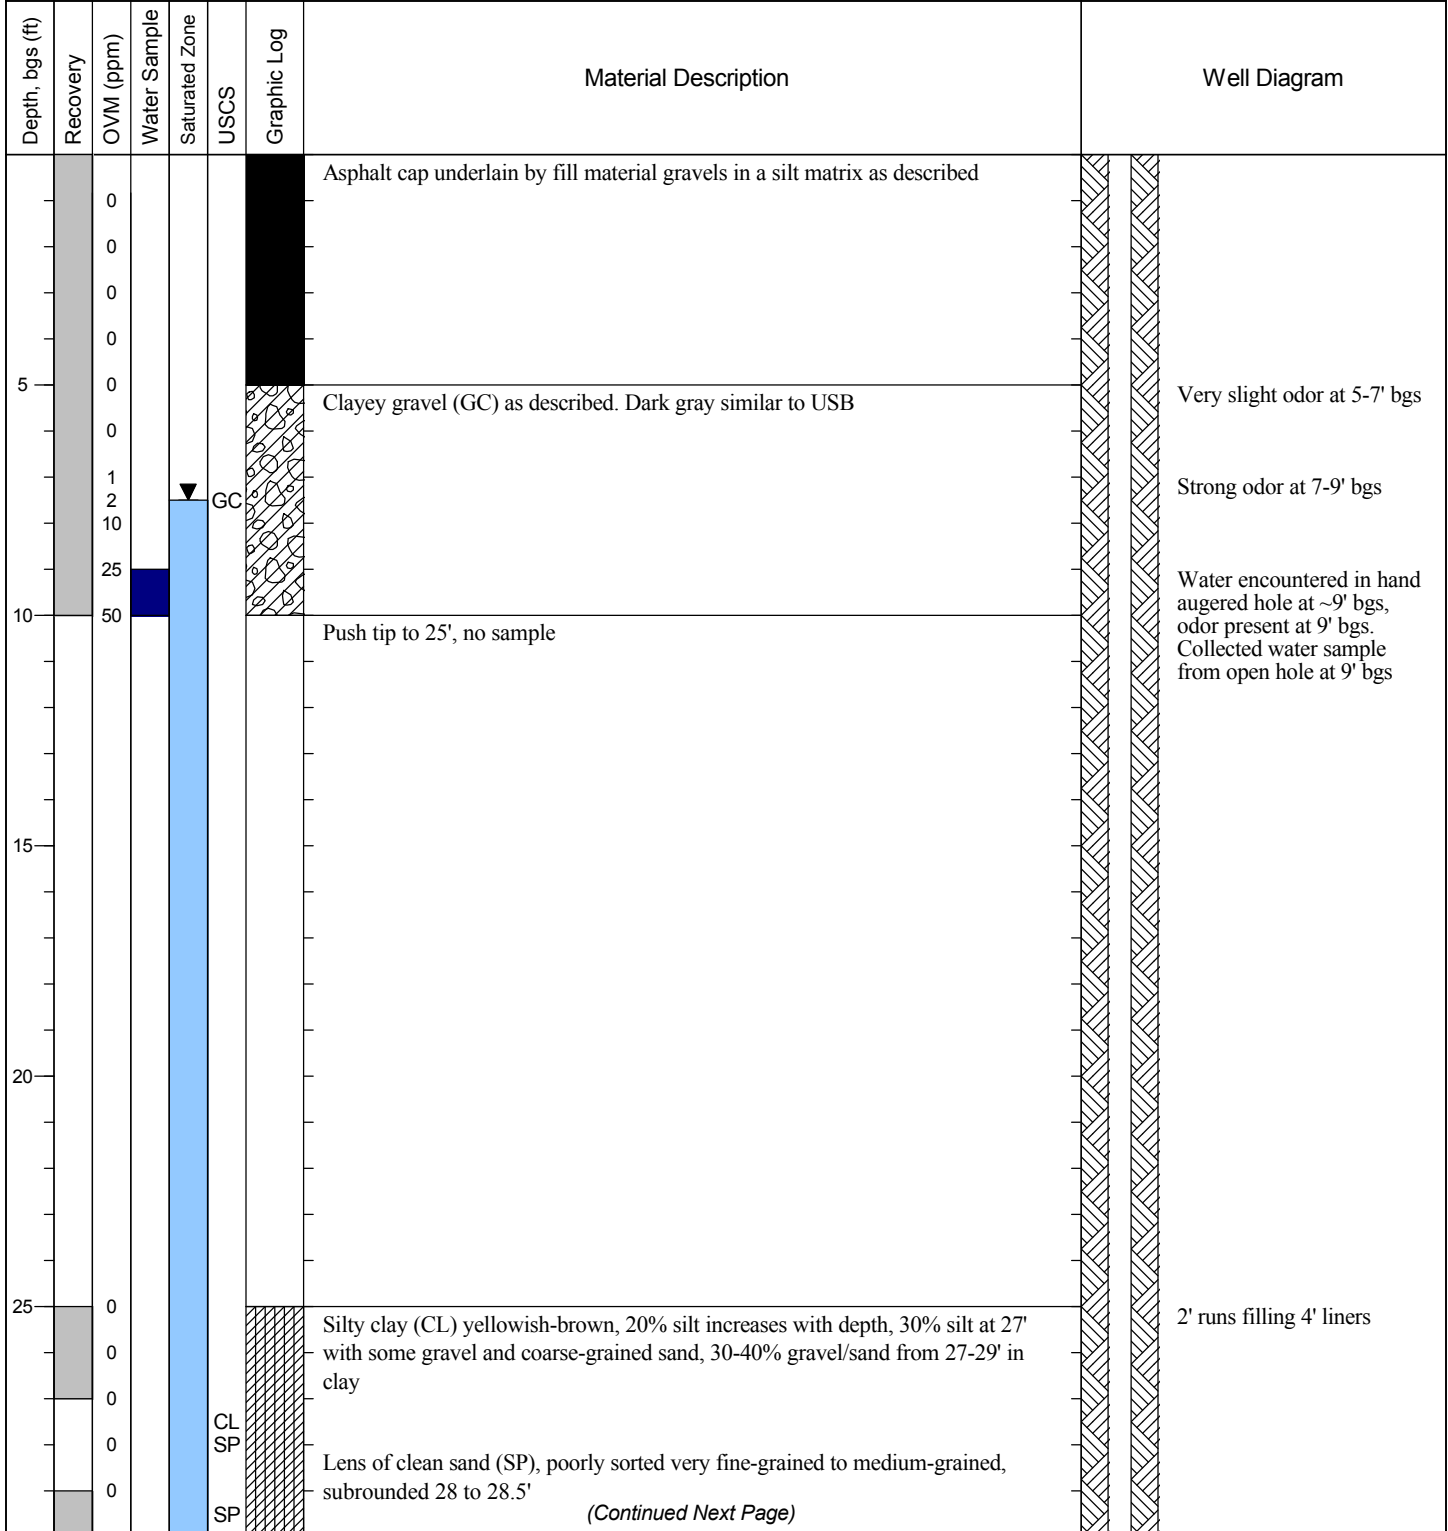 Depth, bgs (ft)
Recovery
OVM (ppm)
Water Sample
Saturated Zone
USCS
Graphic Log
Material Description
Well Diagram
Asphalt cap underlain by fill material gravels in a silt matrix as described
0
0
0
0
5
0
Clayey gravel (GC) as described. Dark gray similar to USB
Very slight odor at 5-7' bgs
0
1
Strong odor at 7-9' bgs
2
GC
10
25
Water encountered in hand
augered hole at ~9' bgs,
odor present at 9' bgs.
Collected water sample
from open hole at 9' bgs
10
50
Push tip to 25', no sample
15
20
25
0
Silty clay (CL) yellowish-brown, 20% silt increases with depth, 30% silt at 27'
with some gravel and coarse-grained sand, 30-40% gravel/sand from 27-29' in
clay
2' runs filling 4' liners
0
0
CL
SP
0
Lens of clean sand (SP), poorly sorted very fine-grained to medium-grained,
subrounded 28 to 28.5'
0
SP
(Continued Next Page)